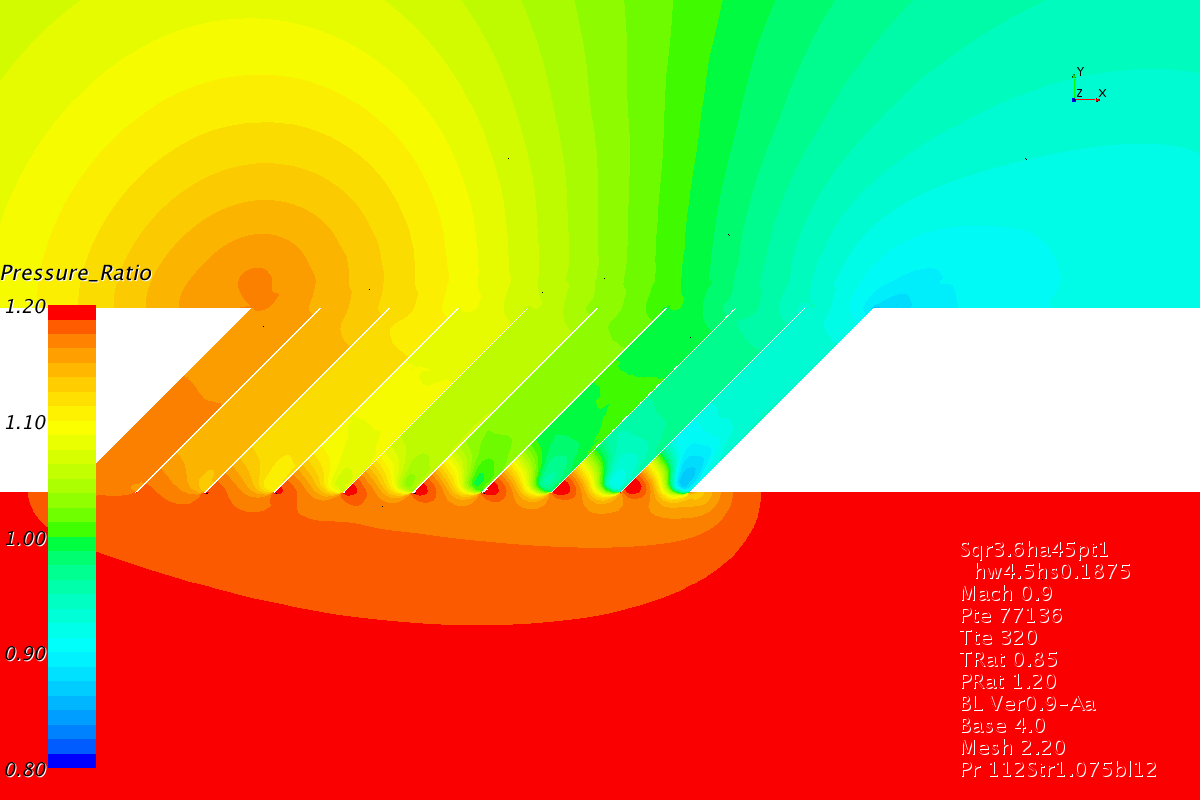 Y
Z X
Pressure_Ratio
1.20
1.10
1.00
0.90
0.80
Sqr3.6ha45pt1
hw4.5hs0.1875
Mach 0.9
Pte 77136
Tte 320
TRat 0.85
PRat 1.20
BL Ver0.9-Aa
Base 4.0
Mesh 2.20
Pr 112Str1.075bl12